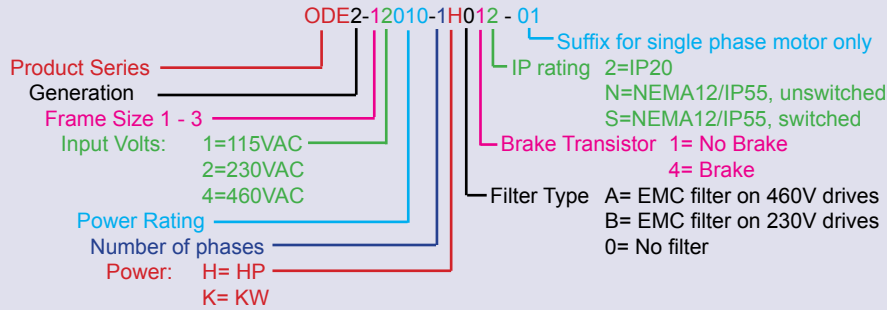 ODE2-12010-1H012 - 01
Suffix for single phase motor only
Product Series
IP rating 2=IP20
Generation
N=NEMA12/IP55, unswitched
Frame Size 1 - 3
S=NEMA12/IP55, switched
Input Volts: 1=115VAC
Brake Transistor 1= No Brake
2=230VAC
4= Brake
4=460VAC
Filter Type A= EMC filter on 460V drives
Power Rating
B= EMC filter on 230V drives
Number of phases
0= No filter
Power: H= HP
K= KW